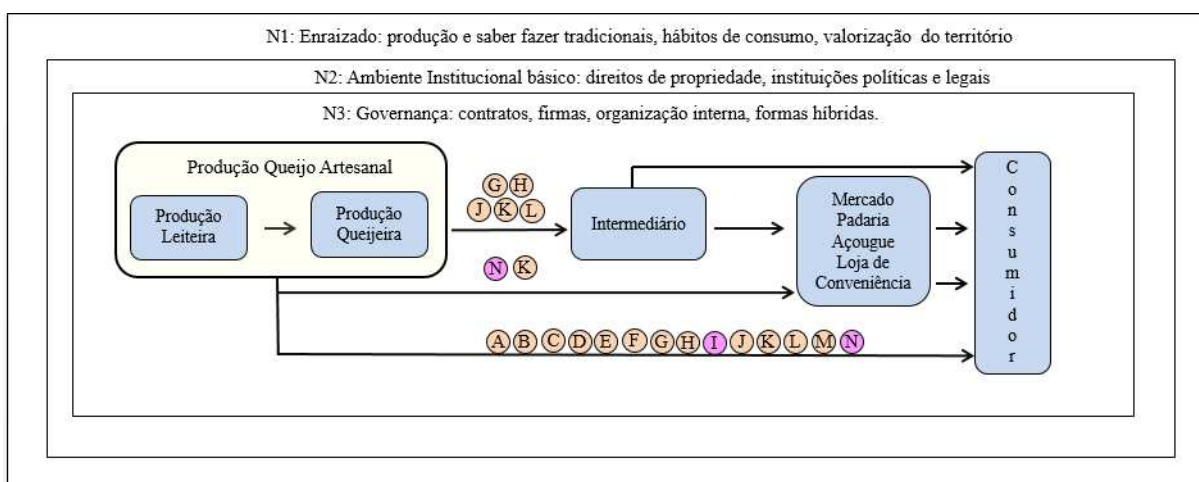 N1: Enraizado: produção e saber fazer tradicionais, hábitos de consumo, valorização do território
N2: Ambiente Institucional básico: direitos de propriedade, instituições políticas e legais
N3: Governança: contratos, firmas, organização interna, formas híbridas.
Produção Queijo Artesanal
Produção
Leiteira
Produção
Queijeira
G H
J K L
N K
Intermediário
Mercado
Padaria
Açougue
Loja de
Conveniência
A B C D E F G H I J K L M N
C
o
n
s
u
m
i
d
o
r